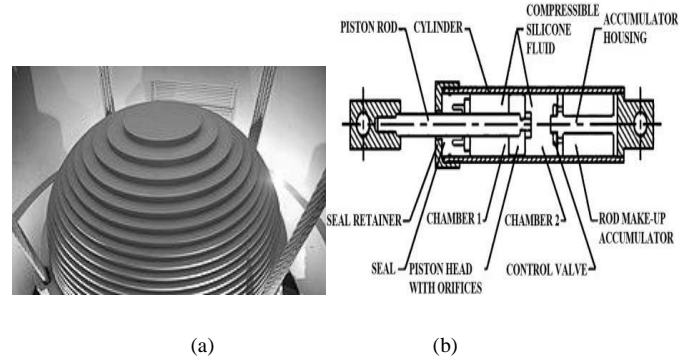 COMPRESSIBLE
SILICONE
FLUID
ACCUMULATOR
HOUSING
PISTON ROD
CYLINDER
SEAL RETAINER
CHAMBER 1
CHAMBER 2
ROD MAKE-UP
ACCUMULATOR
SEAL
PISTON HEAD
WITH ORIFICES
CONTROL VALVE
(a)
(b)